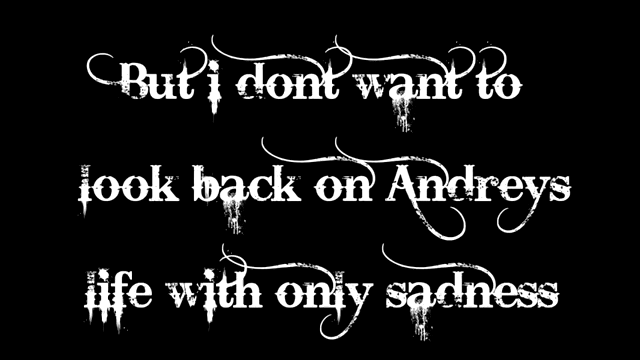 But i dont want to
look back on Andreys
life with only sadness